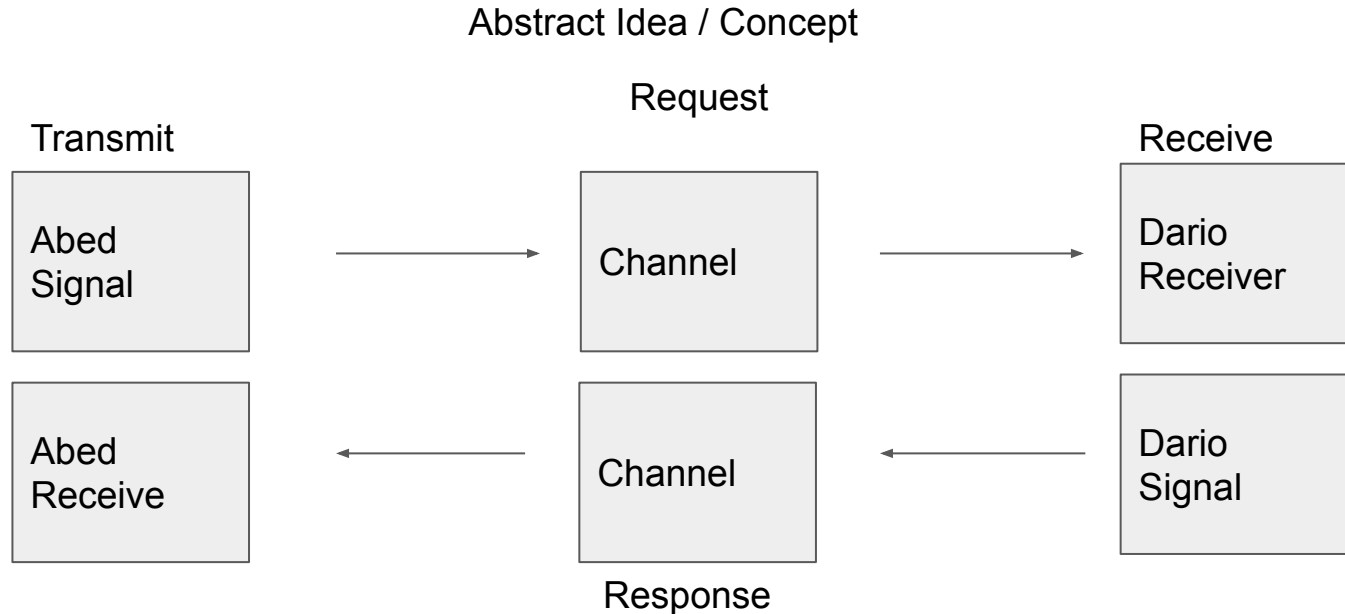 Abstract Idea / Concept
Request
Transmit
Receive
Abed
Signal
Channel
Dario
Receiver
Abed
Receive
Channel
Dario
Signal
Response